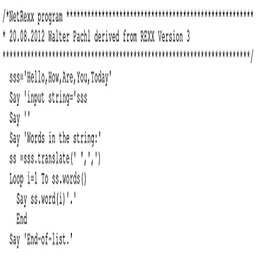 /*NetRexx program ****************************************************
* 20.08.2012 Walter Pachl derived from REXX Version 3
**********************************************************************/
sss='Hello,How,Are,You,Today'
Say 'input string='sss
Say ''
Say 'Words in the string:'
ss =sss.translate(' ',',')
Loop i=1 To ss.words()
Say ss.word(i)'.'
End
Say 'End-of-list.'